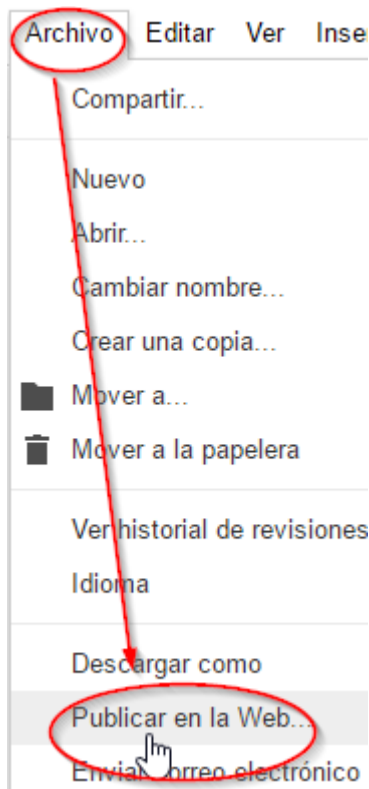 Archivo Editar Ver Inser
Compartir...
Nuevo
Abrir...
Cambiar nombre...
Crear una copia...
Mover a...
Mover a la papelera
Ver historial de revisiones
Idioma
Descargar como
Publicar en la Web...
Enviar correo electrónico